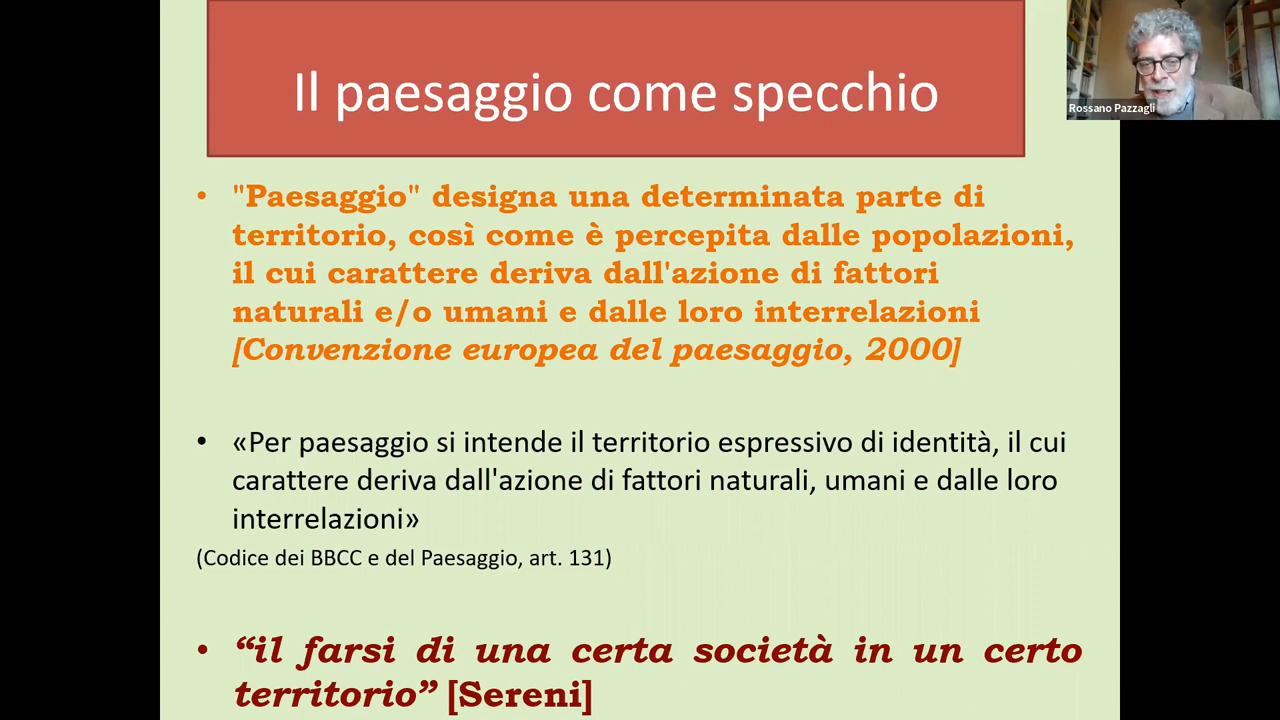 Il paesaggio come specchio
Rossano Pazzagli
• "Paesaggio" designa una determinata parte di
territorio, così come è percepita dalle popolazioni,
il cui carattere deriva dall'azione di fattori
naturali e/o umani e dalle loro interrelazioni
[Convenzione europea del paesaggio, 2000]
• «Per paesaggio si intende il territorio espressivo di identità, il cui
carattere deriva dall'azione di fattori naturali, umani e dalle loro
interrelazioni»
(Codice dei BBCC e del Paesaggio, art. 131)
• “il farsi di una certa società in un certo
territorio” [Sereni]